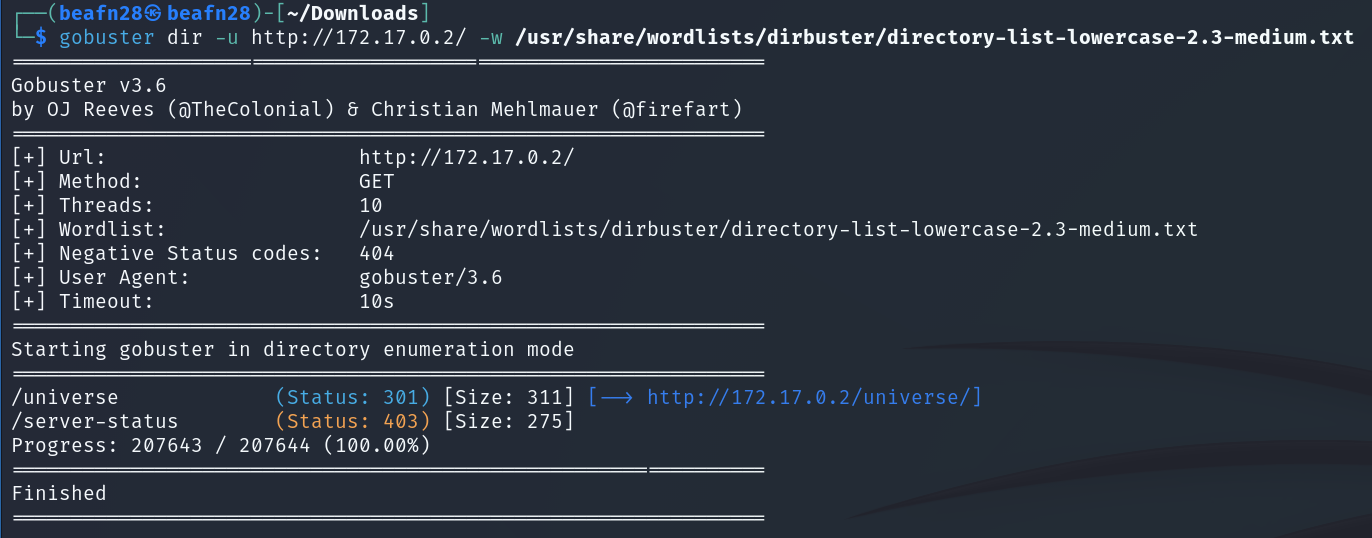 ┌──(beafn28㉿beafn28)-[~/Downloads]
└─$ gobuster dir -u http://172.17.0.2/ -w /usr/share/wordlists/dirbuster/directory-list-lowercase-2.3-medium.txt
===============================================================
Gobuster v3.6
by OJ Reeves (@TheColonial) & Christian Mehlmauer (@firefart)
===============================================================
[+] Url:                     http://172.17.0.2/
[+] Method:                  GET
[+] Threads:                 10
[+] Wordlist:                /usr/share/wordlists/dirbuster/directory-list-lowercase-2.3-medium.txt
[+] Negative Status codes:   404
[+] User Agent:              gobuster/3.6
[+] Timeout:                 10s
===============================================================
Starting gobuster in directory enumeration mode
===============================================================
/universe             (Status: 301) [Size: 311] [--> http://172.17.0.2/universe/]
/server-status        (Status: 403) [Size: 275]
Progress: 207643 / 207644 (100.00%)
===============================================================
Finished
===============================================================